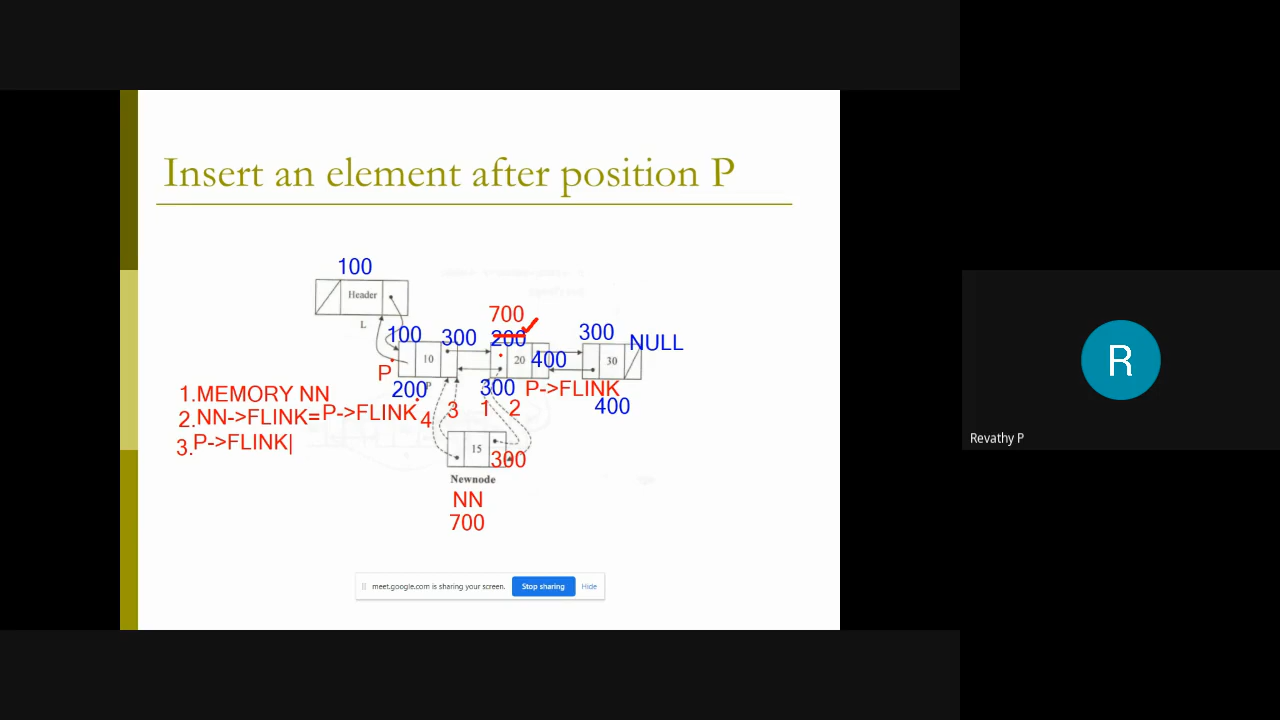 Insert an element after position P
100
Header
L
700
100
300
200
300
NULL
10
20
400
30
P
200
P
300
P->FLINK
400
1.MEMORY NN
2.NN->FLINK=P->FLINK
4
3
1
2
3.P->FLINK
15
300
Newnode
NN
700
meet.google.com is sharing your screen.
Stop sharing
Hide
R
Revathy P